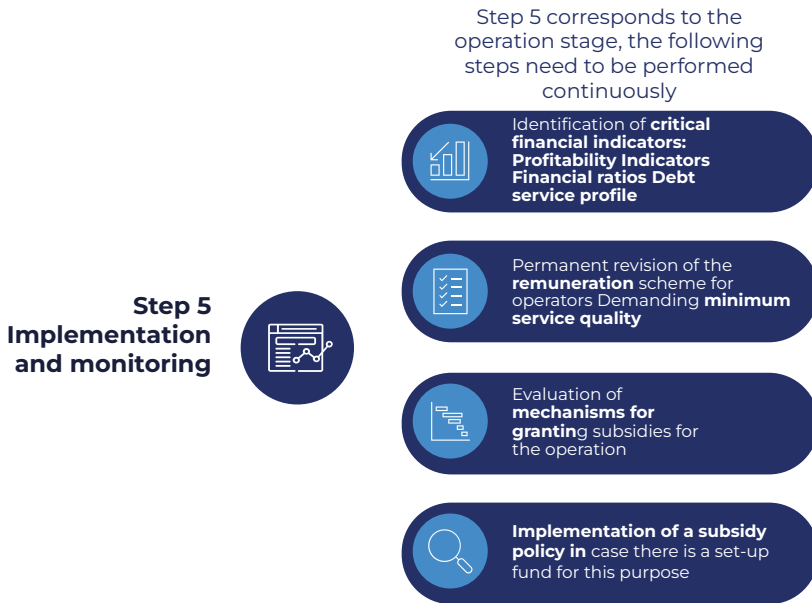 Step 5 corresponds to the
operation stage, the following
steps need to be performed
continuously
Identification of critical
financial indicators:
Profitability Indicators
Financial ratios Debt
service profile
Permanent revision of the
remuneration scheme for
operators Demanding minimum
service quality
Step 5
Implementation
and monitoring
Evaluation of
mechanisms for
granting subsidies for
the operation
Implementation of a subsidy
policy in case there is a set-up
fund for this purpose